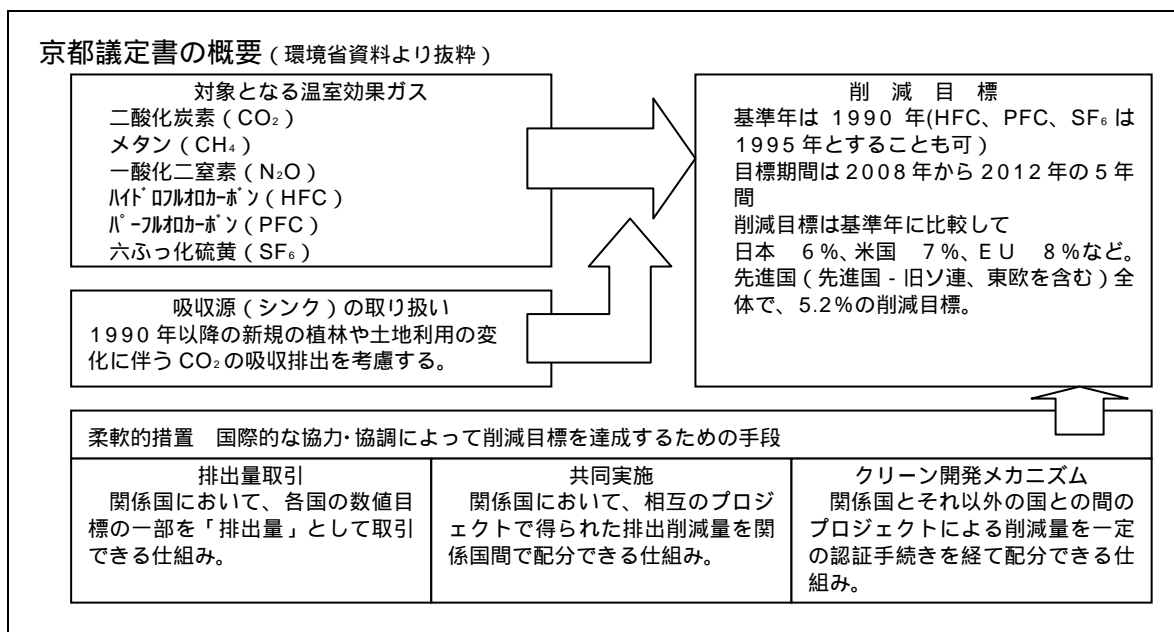 京都議定書の概要(環境省資料より抜粋)
対象となる温室効果ガス
二酸化炭素(CO₂)
メタン(CH₄)
一酸化二窒素(N₂O)
ﾊｲﾄﾞﾛﾌﾙｵﾛｶｰﾎﾞﾝ(HFC)
ﾊﾟｰﾌﾙｵﾛｶｰﾎﾞﾝ(PFC)
六ふっ化硫黄(SF₆)
吸収源(シンク)の取り扱い
1990年以降の新規の植林や土地利用の変
化に伴うCO₂の吸収排出を考慮する。
削 減 目 標
基準年は 1990 年(HFC、PFC、SF₆ は
1995 年とすることも可)
目標期間は 2008 年から 2012 年の 5 年
間
削減目標は基準年に比較して
日本 6%、米国 7%、EU 8%など。
先進国(先進国 - 旧ソ連、東欧を含む)全
体で、5.2%の削減目標。
柔軟的措置 国際的な協力･協調によって削減目標を達成するための手段
排出量取引
関係国において、各国の数値目
標の一部を「排出量」として取引
できる仕組み。
共同実施
関係国において、相互のプロジ
ェクトで得られた排出削減量を関
係国間で配分できる仕組み。
クリーン開発メカニズム
関係国とそれ以外の国との間の
プロジェクトによる削減量を一定
の認証手続きを経て配分できる仕
組み。